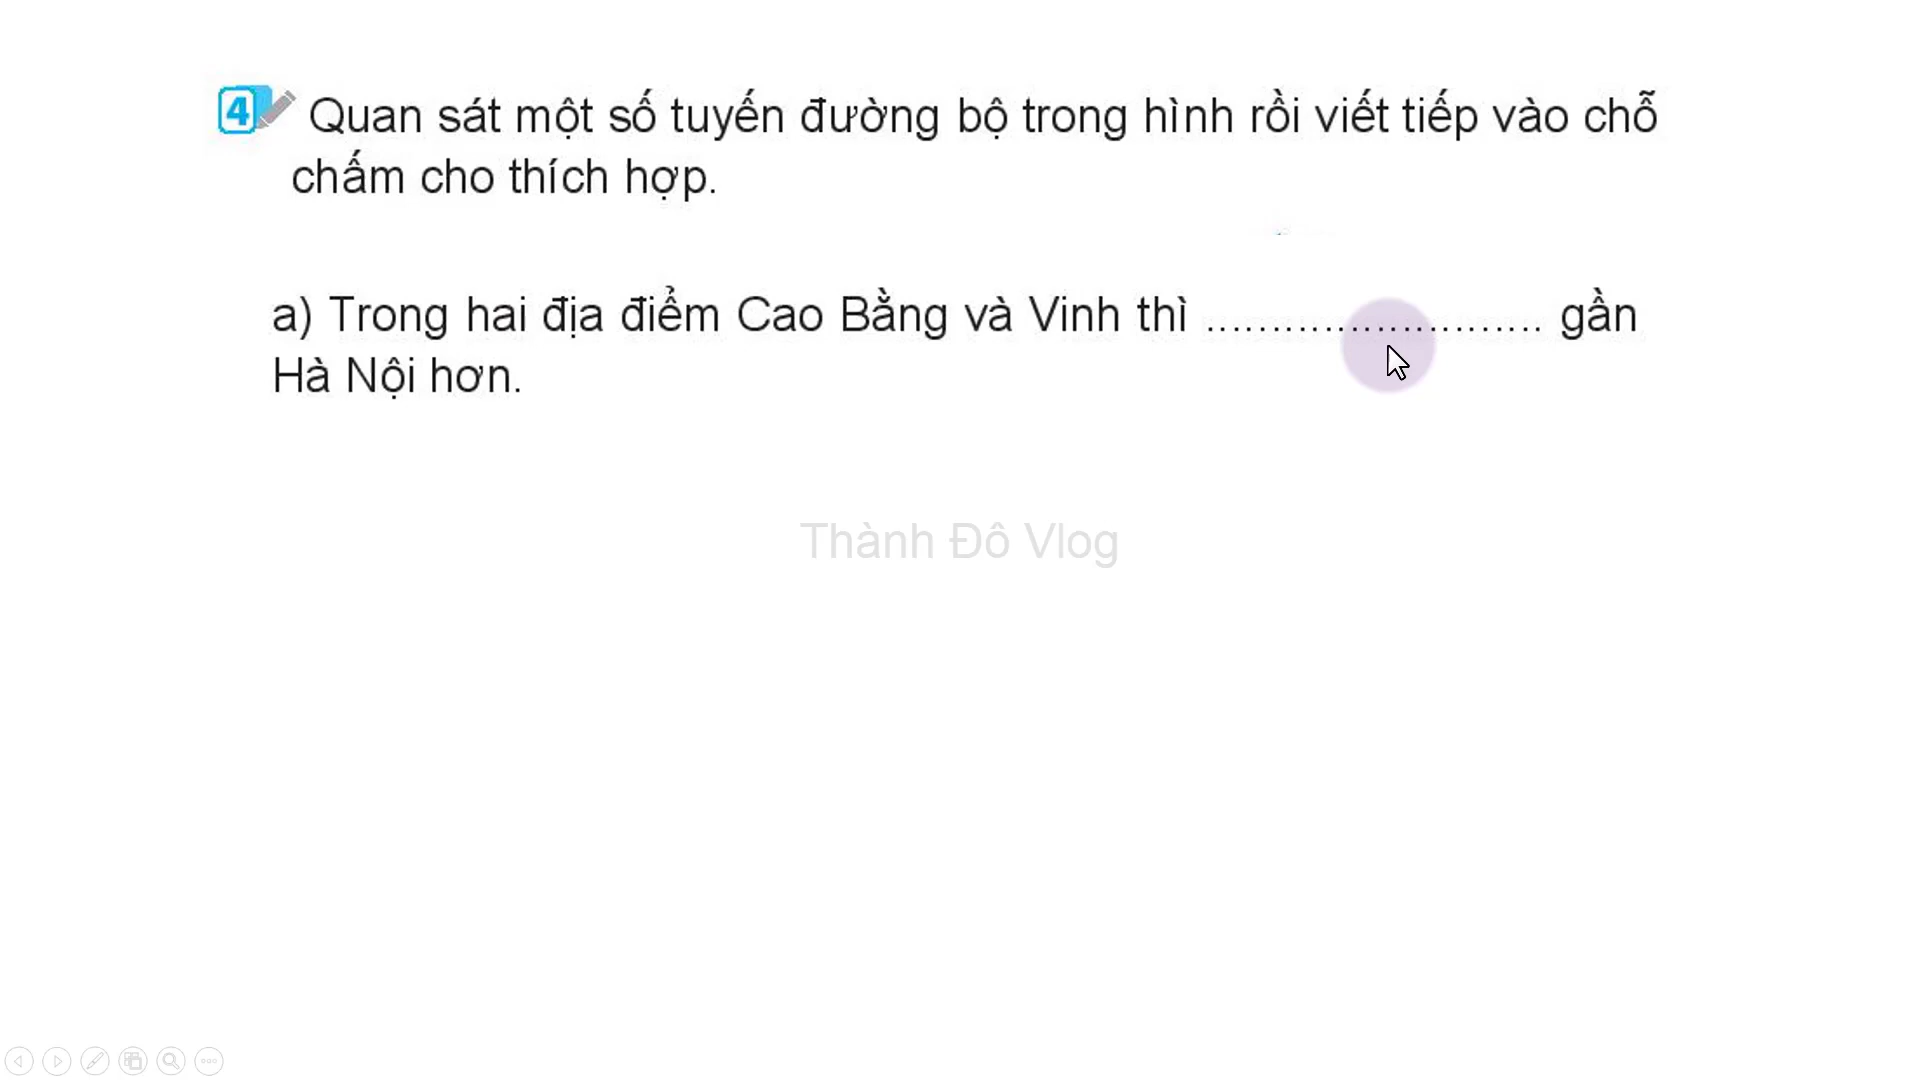 4 Quan sát một số tuyến đường bộ trong hình rồi viết tiếp vào chỗ
chấm cho thích hợp.
a) Trong hai địa điểm Cao Bằng và Vinh thì .......................... gần
Hà Nội hơn.
Thành Đô Vlog